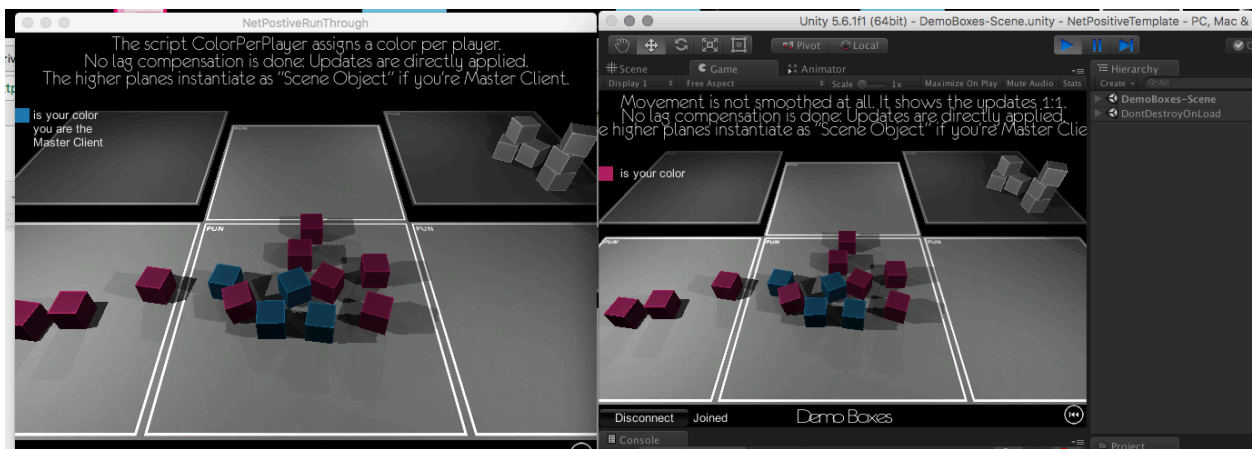 NetPostiveRunThrough
The script ColorPerPlayer assigns a color per player.
No lag compensation is done: Updates are directly applied.
The higher planes instantiate as "Scene Object" if you're Master Client.
is your color
you are the
Master Client
PUN
PUN
Unity 5.6.1f1 (64bit) - DemoBoxes-Scene.unity - NetPositiveTemplate - PC, Mac &
Pivot
Local
Scene
Game
Animator
Display 1
Free Aspect
Scale
1x
Maximize On Play
Mute Audio
Stats
Movement is not smoothed at all. It shows the updates 1:1.
No lag compensation is done: Updates are directly applied.
e higher planes instantiate as "Scene Object" if you're Master Clie
is your color
PUN
PUN
Disconnect
Joined
Demo Boxes
Console
Hierarchy
Create
All
DemoBoxes-Scene
DontDestroyOnLoad
Project